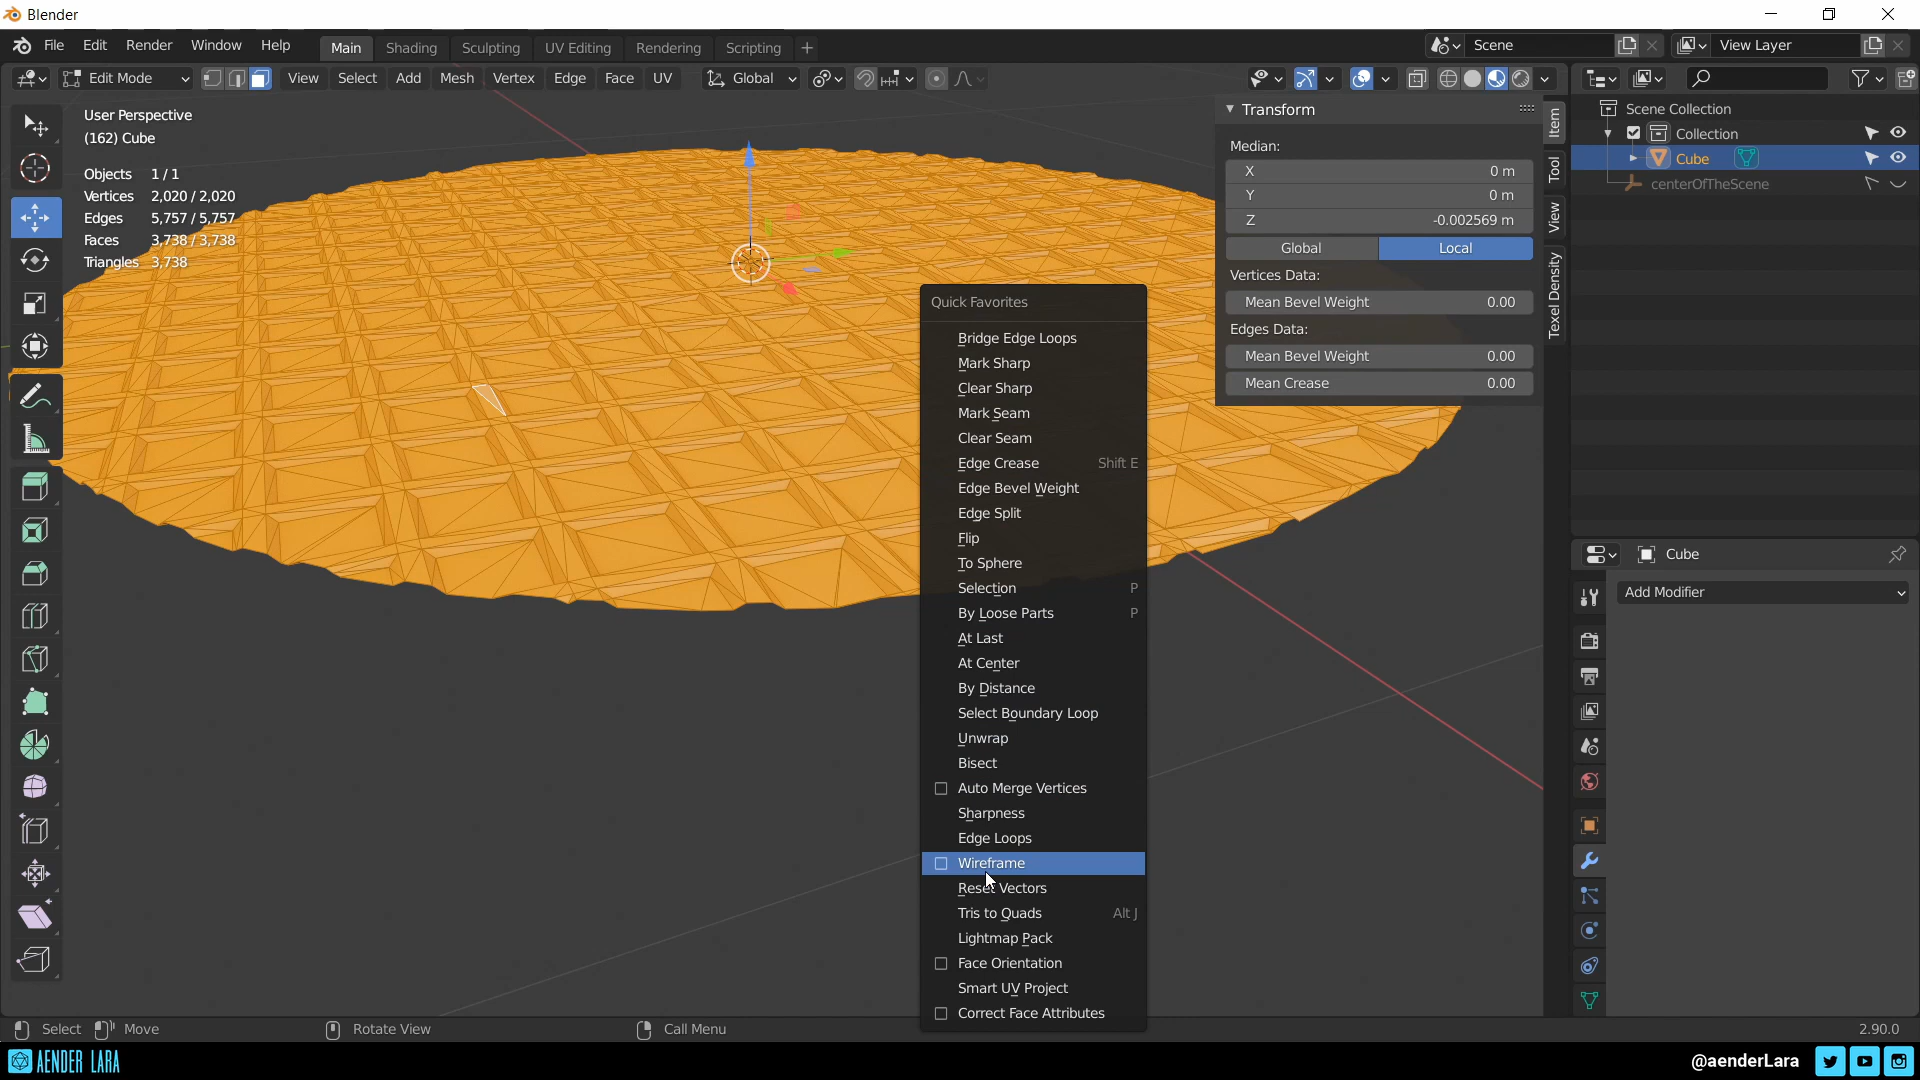 Blender
File Edit Render Window Help Main Shading Sculpting UV Editing Rendering Scripting + Scene View Layer
Edit Mode View Select Add Mesh Vertex Edge Face UV Global
User Perspective
(162) Cube
Objects 1 / 1
Vertices 2,020 / 2,020
Edges 5,757 / 5,757
Faces 3,738 / 3,738
Triangles 3,738
Quick Favorites
Bridge Edge Loops
Mark Sharp
Clear Sharp
Mark Seam
Clear Seam
Edge Crease Shift E
Edge Bevel Weight
Edge Split
Flip
To Sphere
Selection P
By Loose Parts P
At Last
At Center
By Distance
Select Boundary Loop
Unwrap
Bisect
Auto Merge Vertices
Sharpness
Edge Loops
Wireframe
Reset Vectors
Tris to Quads Alt J
Lightmap Pack
Face Orientation
Smart UV Project
Correct Face Attributes
Transform
Median:
X 0 m
Y 0 m
Z -0.002569 m
Global Local
Vertices Data:
Mean Bevel Weight 0.00
Edges Data:
Mean Bevel Weight 0.00
Mean Crease 0.00
Item
Tool
View
Texel Density
Scene Collection
Collection
Cube
centerOfTheScene
Cube
Add Modifier
Select Move Rotate View Call Menu 2.90.0
AENDER LARA @aenderLara